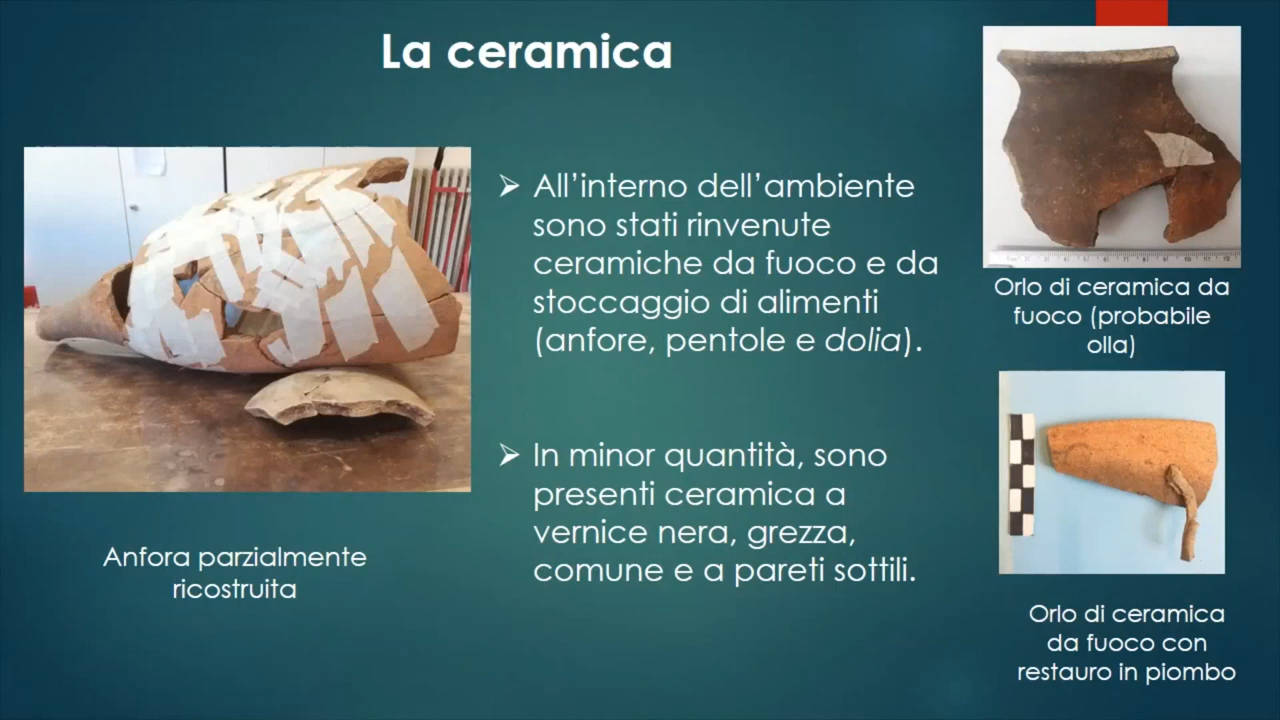 La ceramica
All’interno dell’ambiente
sono stati rinvenute
ceramiche da fuoco e da
stoccaggio di alimenti
(anfore, pentole e dolia).
In minor quantità, sono
presenti ceramica a
vernice nera, grezza,
comune e a pareti sottili.
Anfora parzialmente
ricostruita
Orlo di ceramica da
fuoco (probabile
olla)
Orlo di ceramica
da fuoco con
restauro in piombo